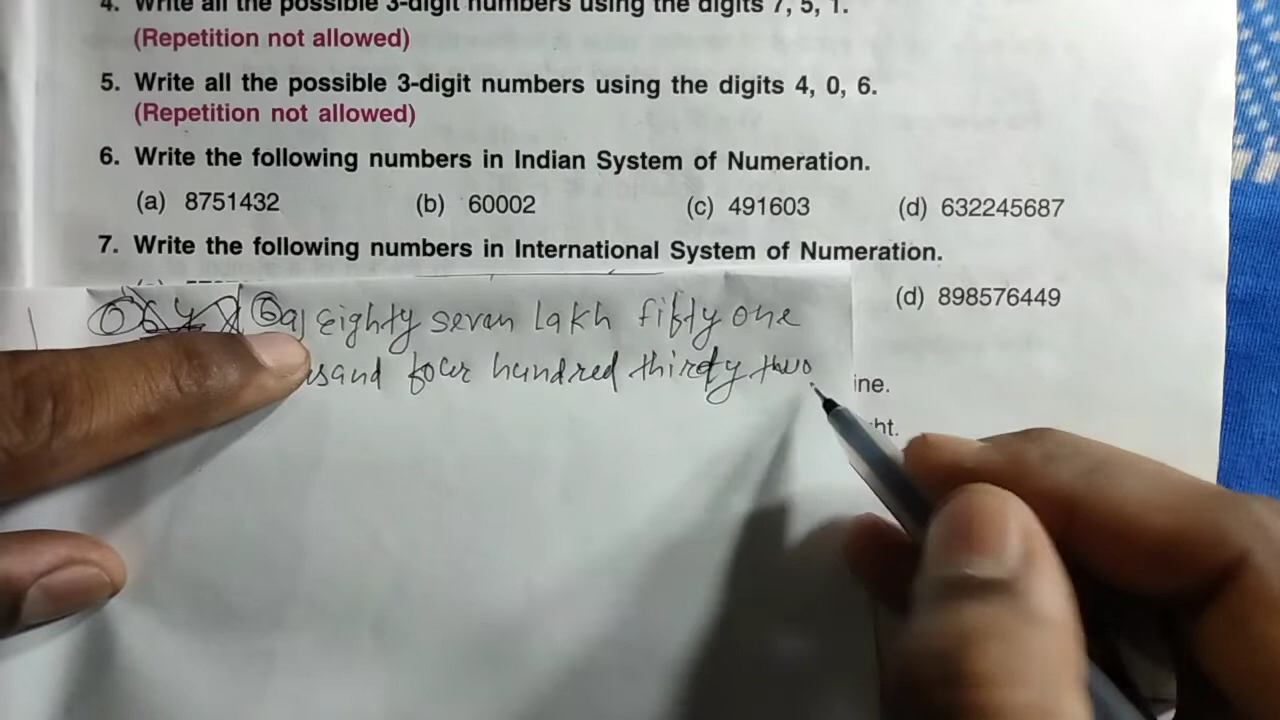 4. Write all the possible 3-digit numbers using the digits 7, 5, 1.
(Repetition not allowed)
5. Write all the possible 3-digit numbers using the digits 4, 0, 6.
(Repetition not allowed)
6. Write the following numbers in Indian System of Numeration.
(a) 8751432 (b) 60002 (c) 491603 (d) 632245687
7. Write the following numbers in International System of Numeration.
(d) 898576449
6 a) Eighty seven lakh fifty one
usand four hundred thirty two
ine.
ht.